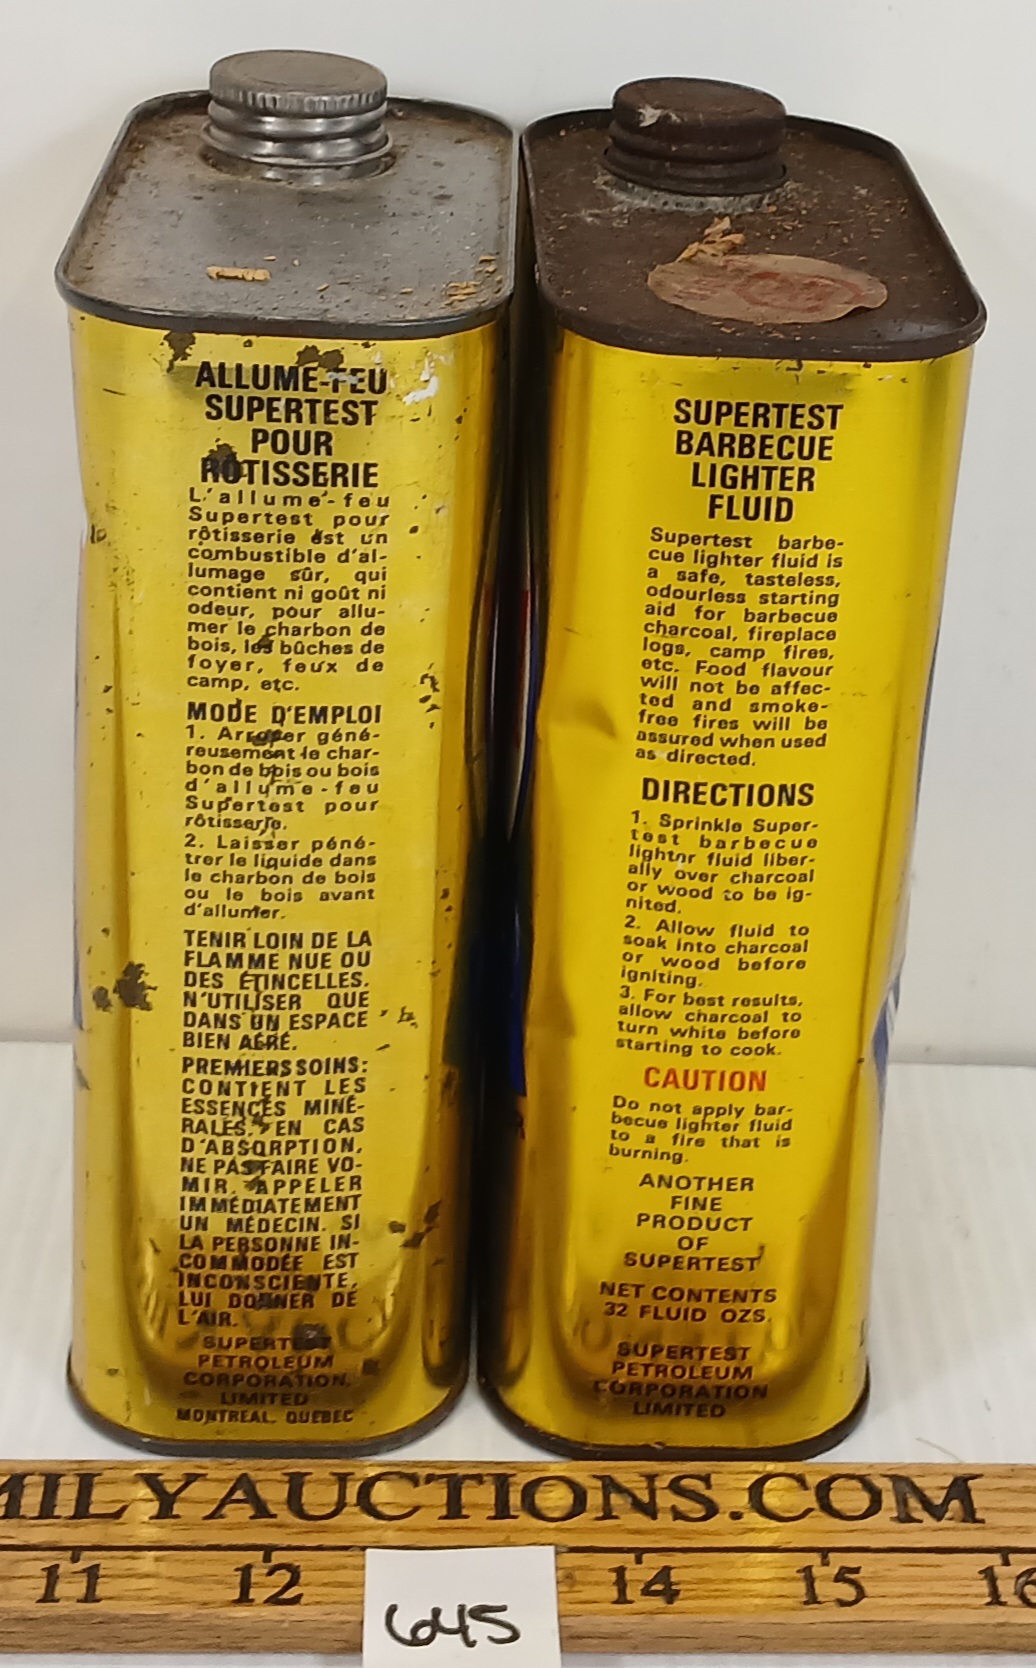 ALLUME-FEU
SUPERTEST
POUR
RÔTISSERIE
L'allume-feu
Supertest pour
rôtisserie est un
combustible d'al-
lumage sûr, qui
contient ni goût ni
odeur, pour allu-
mer le charbon de
bois, les bûches de
foyer, feux de
camp, etc.
MODE D'EMPLOI
1. Arroser géné-
reusement le char-
bon de bois ou bois
d'allume-feu
Supertest pour
rôtisserie.
2. Laisser péné-
trer le liquide dans
le charbon de bois
ou le bois avant
d'allumer.
TENIR LOIN DE LA
FLAMME NUE OU
DES ÉTINCELLES.
N'UTILISER QUE
DANS UN ESPACE
BIEN AÉRÉ.
PREMIERS SOINS:
CONTIENT LES
ESSENCES MINÉ-
RALES. EN CAS
D'ABSORPTION,
NE PAS FAIRE VO-
MIR. APPELER
IMMÉDIATEMENT
UN MÉDECIN. SI
LA PERSONNE IN-
COMMODÉE EST
INCONSCIENTE,
LUI DONNER DE
L'AIR.
SUPERTEST
PETROLEUM
CORPORATION,
LIMITED
MONTREAL, QUEBEC
SUPERTEST
BARBECUE
LIGHTER
FLUID
Supertest barbe-
cue lighter fluid is
a safe, tasteless,
odourless starting
aid for barbecue
charcoal, fireplace
logs, camp fires,
etc. Food flavour
will not be affec-
ted and smoke-
free fires will be
assured when used
as directed.
DIRECTIONS
1. Sprinkle Super-
test barbecue
lighter fluid liber-
ally over charcoal
or wood to be ig-
nited.
2. Allow fluid to
soak into charcoal
or wood before
igniting.
3. For best results,
allow charcoal to
turn white before
starting to cook.
CAUTION
Do not apply bar-
becue lighter fluid
to a fire that is
burning.
ANOTHER
FINE
PRODUCT
OF
SUPERTEST
NET CONTENTS
32 FLUID OZS.
SUPERTEST
PETROLEUM
CORPORATION
LIMITED
MILYAUCTIONS.COM
11 12 14 15 16
645